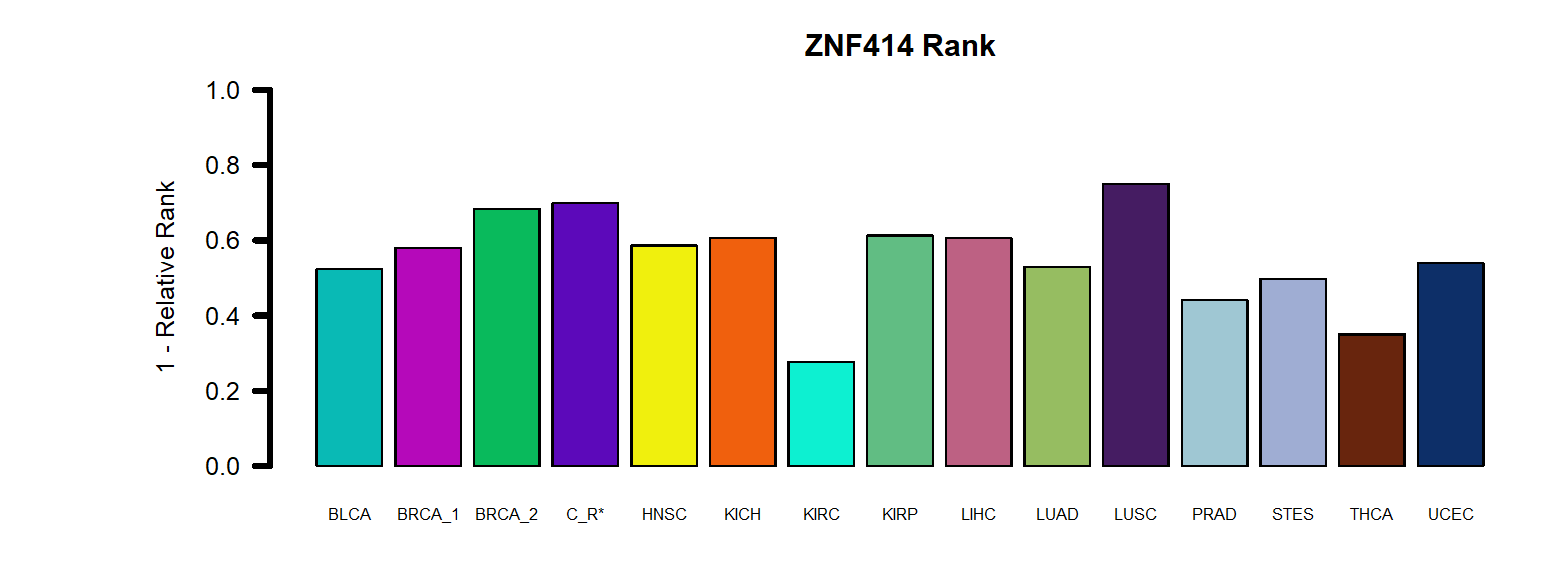 ZNF414 Rank
1 - Relative Rank
1.0
0.8
0.6
0.4
0.2
0.0
BLCA BRCA_1 BRCA_2 C_R* HNSC KICH KIRC KIRP LIHC LUAD LUSC PRAD STES THCA UCEC